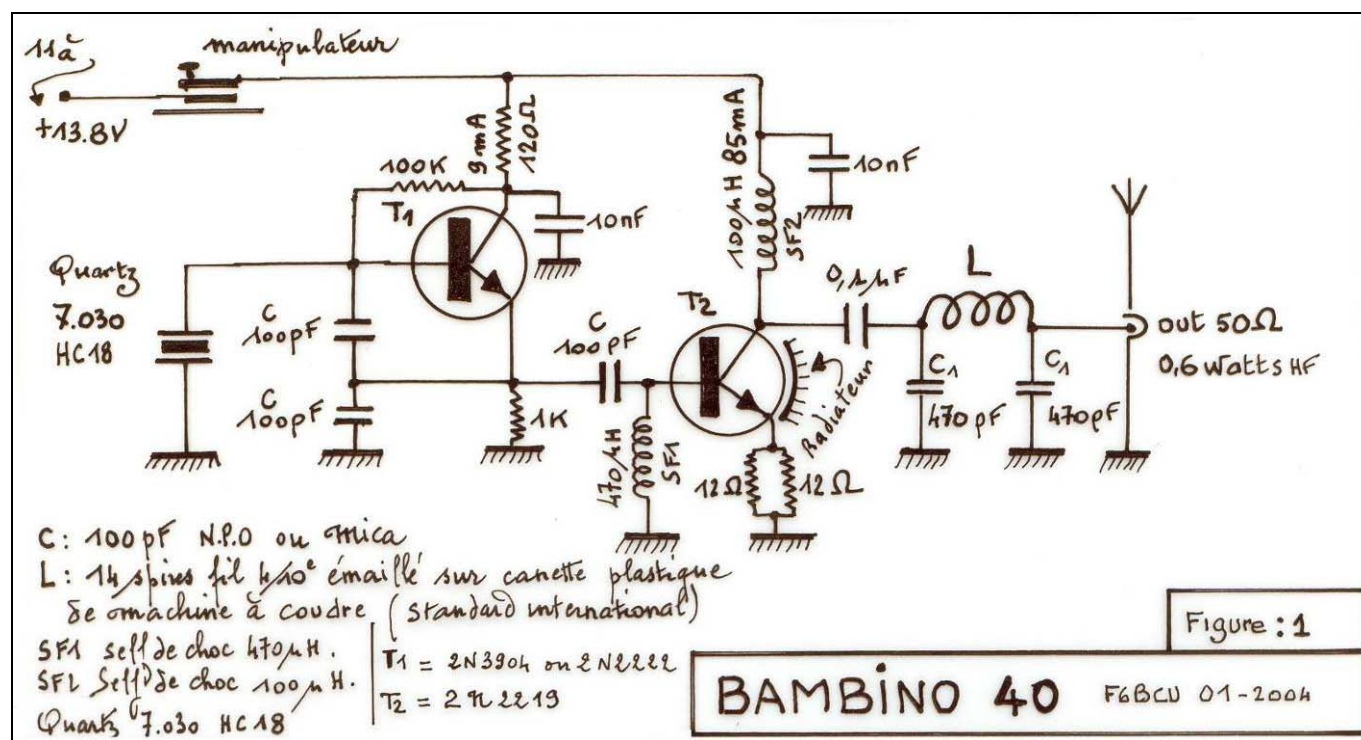 11 à
+13.8V
manipulateur
9mA
120Ω
100K
T1
10nF
100µH 85mA
SF2
10nF
Quartz
7.030
HC18
C
100pF
C
100pF
1K
C
100pF
470µH
SF1
T2
Radiateur
12Ω
12Ω
0,1µF
L
C1
470pF
C1
470pF
out 50Ω
0,6 watts HF
C: 100pF N.P.O ou mica
L: 14 spires fil 4/10e émaillé sur canette plastique
de machine à coudre (standard international)
SF1 self de choc 470µH.
SF2 Self de choc 100µH.
Quartz 7.030 HC18
T1 = 2N3904 ou 2N2222
T2 = 2N2219
Figure : 1
BAMBINO 40 F6BCU 01-2004